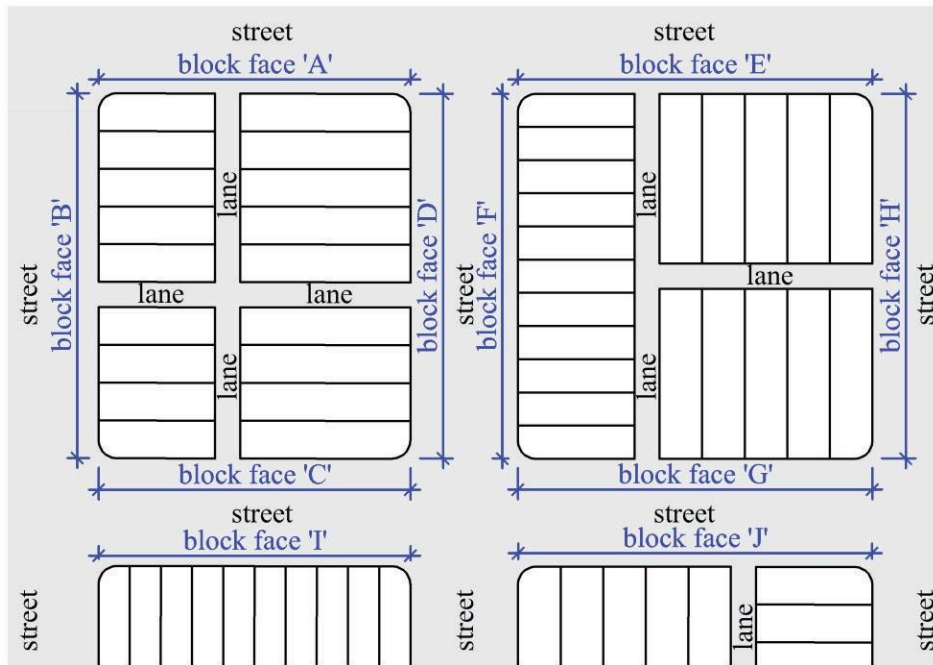 street
block face 'A'
street
block face 'E'
street
block face 'B'
lane
block face 'D'
lane
lane
lane
street
block face 'F'
lane
lane
lane
block face 'H'
street
block face 'C'
block face 'G'
street
block face 'I'
street
block face 'J'
street
street
lane
street